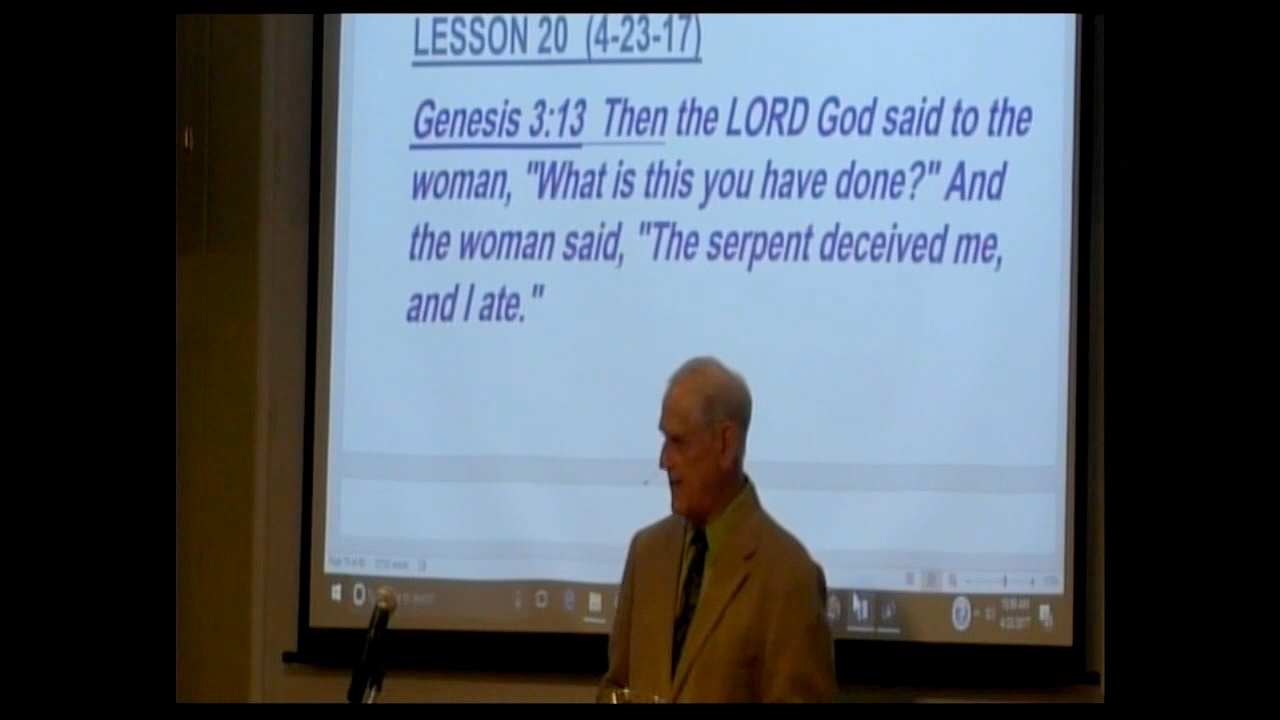 LESSON 20 (4-23-17)
Genesis 3:13 Then the LORD God said to the
woman, "What is this you have done?" And
the woman said, "The serpent deceived me,
and I ate."